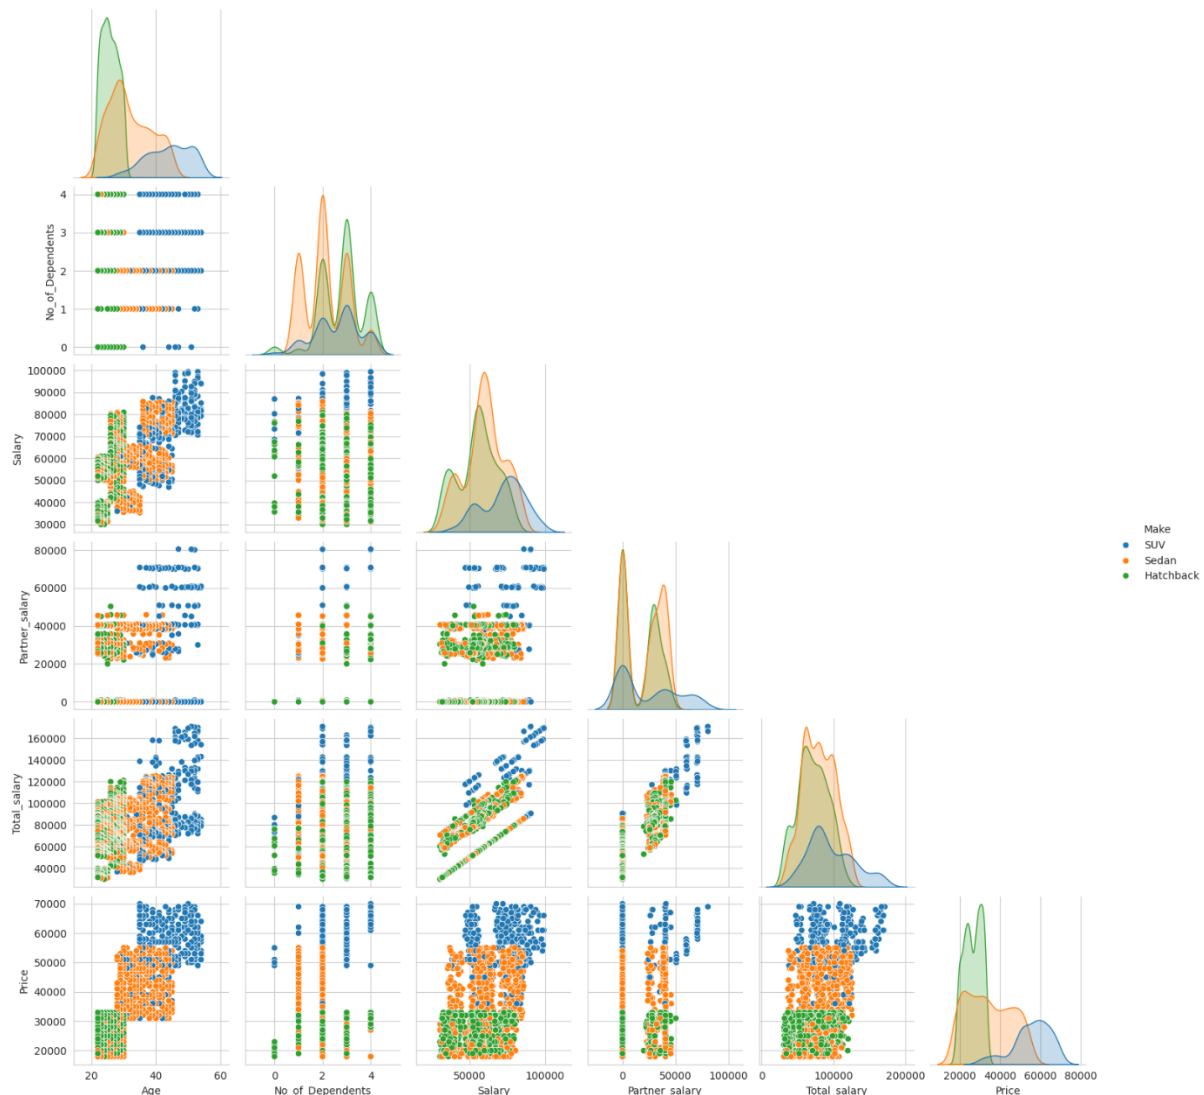 4
3
2
1
0
No_of_Dependents
100000
90000
80000
70000
60000
50000
40000
30000
Salary
80000
60000
40000
20000
0
Partner_salary
160000
140000
120000
100000
80000
60000
40000
Total_salary
70000
60000
50000
40000
30000
20000
Price
20 40 60
Age
0 2 4
No_of_Dependents
50000 100000
Salary
0 50000 100000
Partner_salary
0 100000 200000
Total_salary
20000 40000 60000 80000
Price
Make
SUV
Sedan
Hatchback